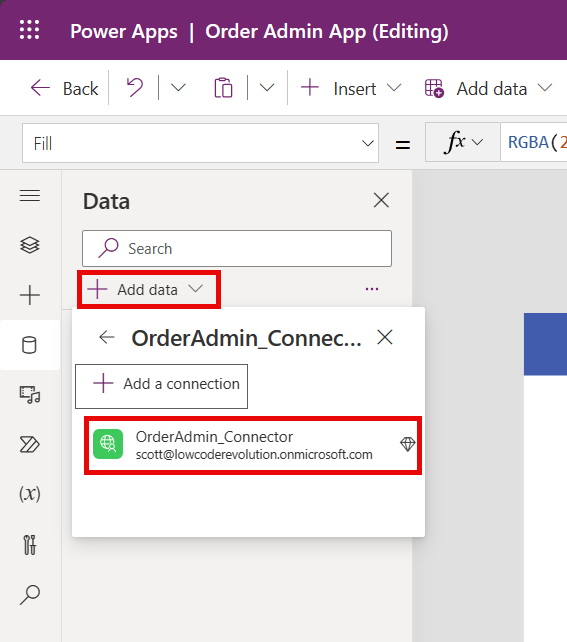 Power Apps | Order Admin App (Editing)
Back
Insert
Add data
Fill
=
fx
RGBA(2
Data
Search
Add data
...
OrderAdmin_Connec...
Add a connection
OrderAdmin_Connector
scott@lowcoderevolution.onmicrosoft.com
(x)